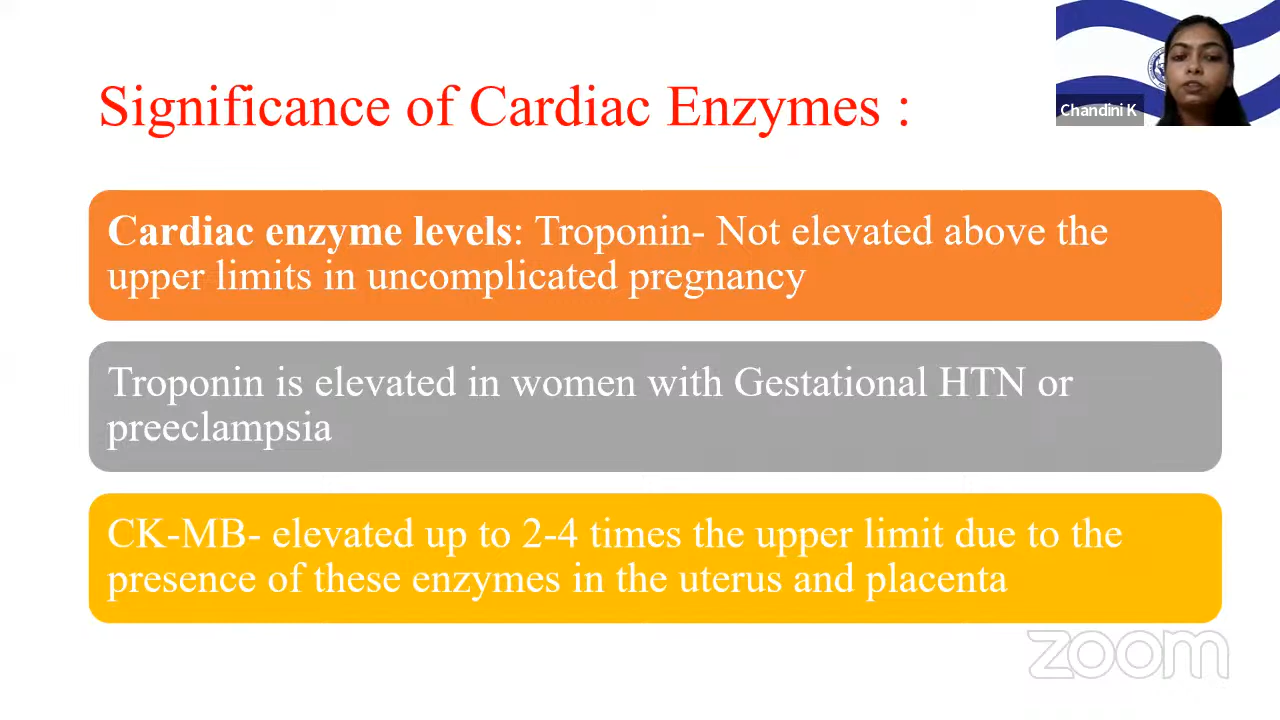 Significance of Cardiac Enzymes :
Chandini K
Cardiac enzyme levels: Troponin- Not elevated above the
upper limits in uncomplicated pregnancy
Troponin is elevated in women with Gestational HTN or
preeclampsia
CK-MB- elevated up to 2-4 times the upper limit due to the
presence of these enzymes in the uterus and placenta
zoom